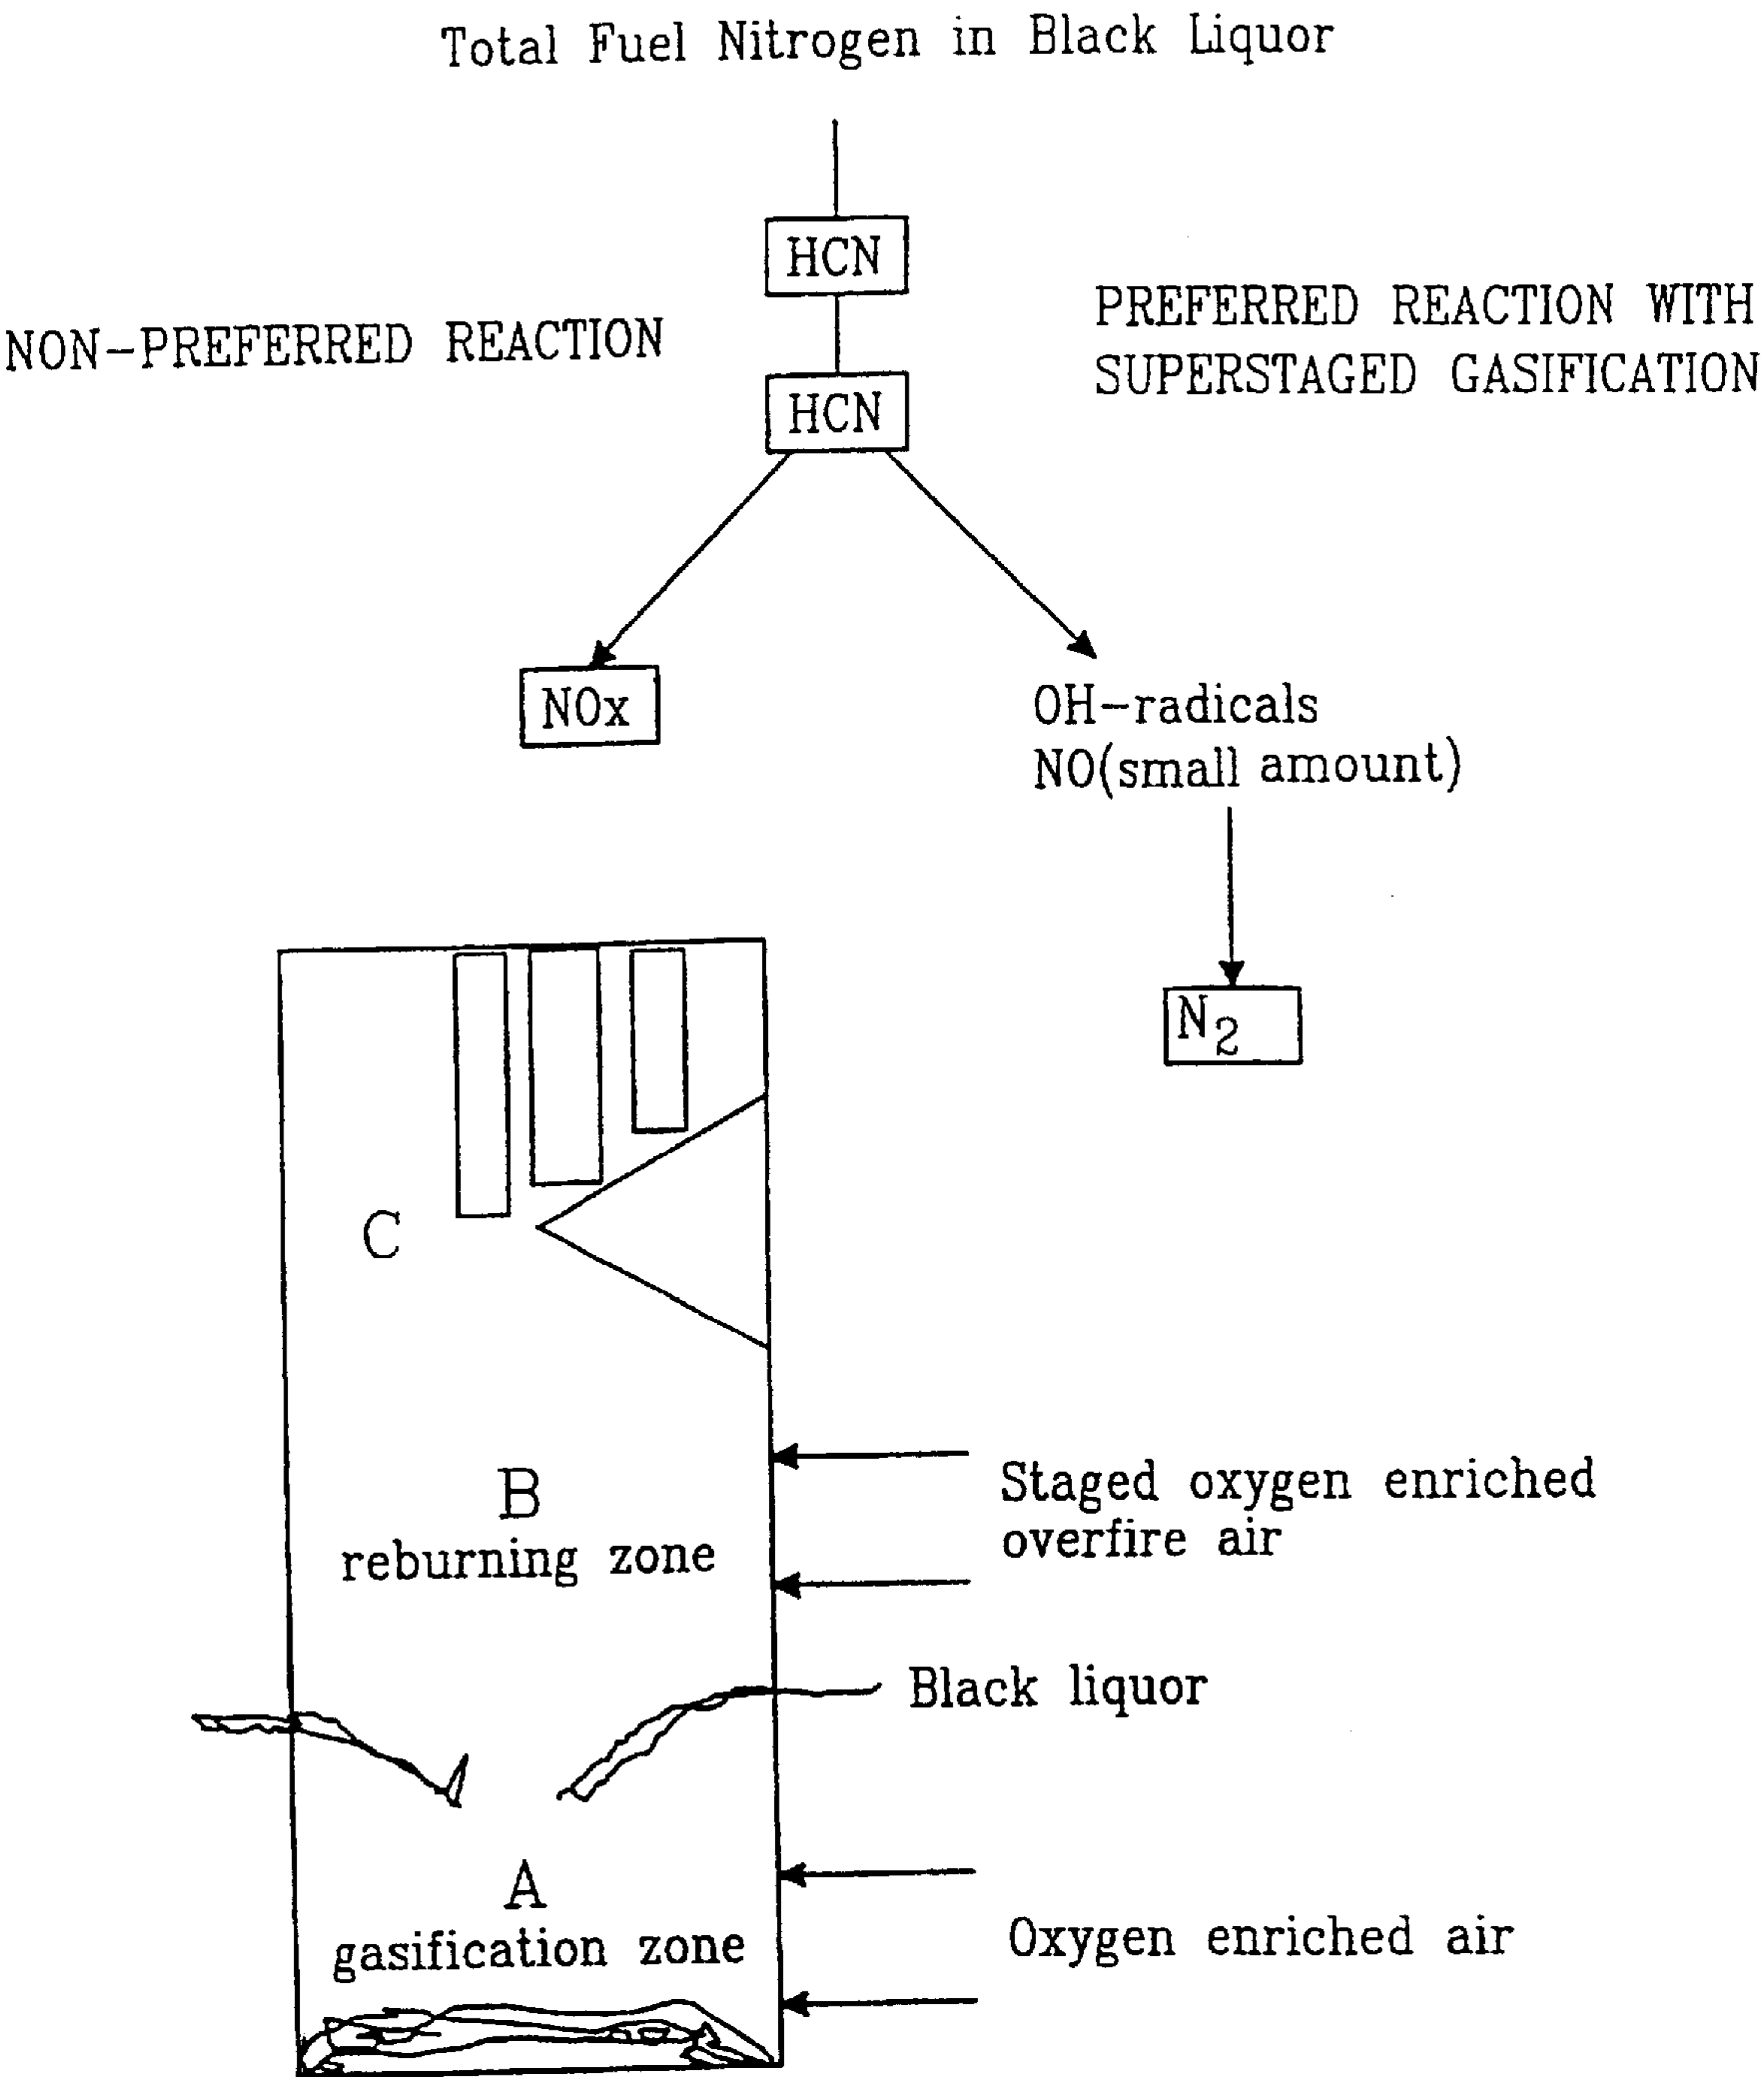 Total Fuel Nitrogen in Black Liquor
HCN
NON-PREFERRED REACTION
PREFERRED REACTION WITH
SUPERSTAGED GASIFICATION
HCN
NOx
OH-radicals
NO(small amount)
N2
C
B
reburning zone
Staged oxygen enriched
overfire air
Black liquor
A
gasification zone
Oxygen enriched air